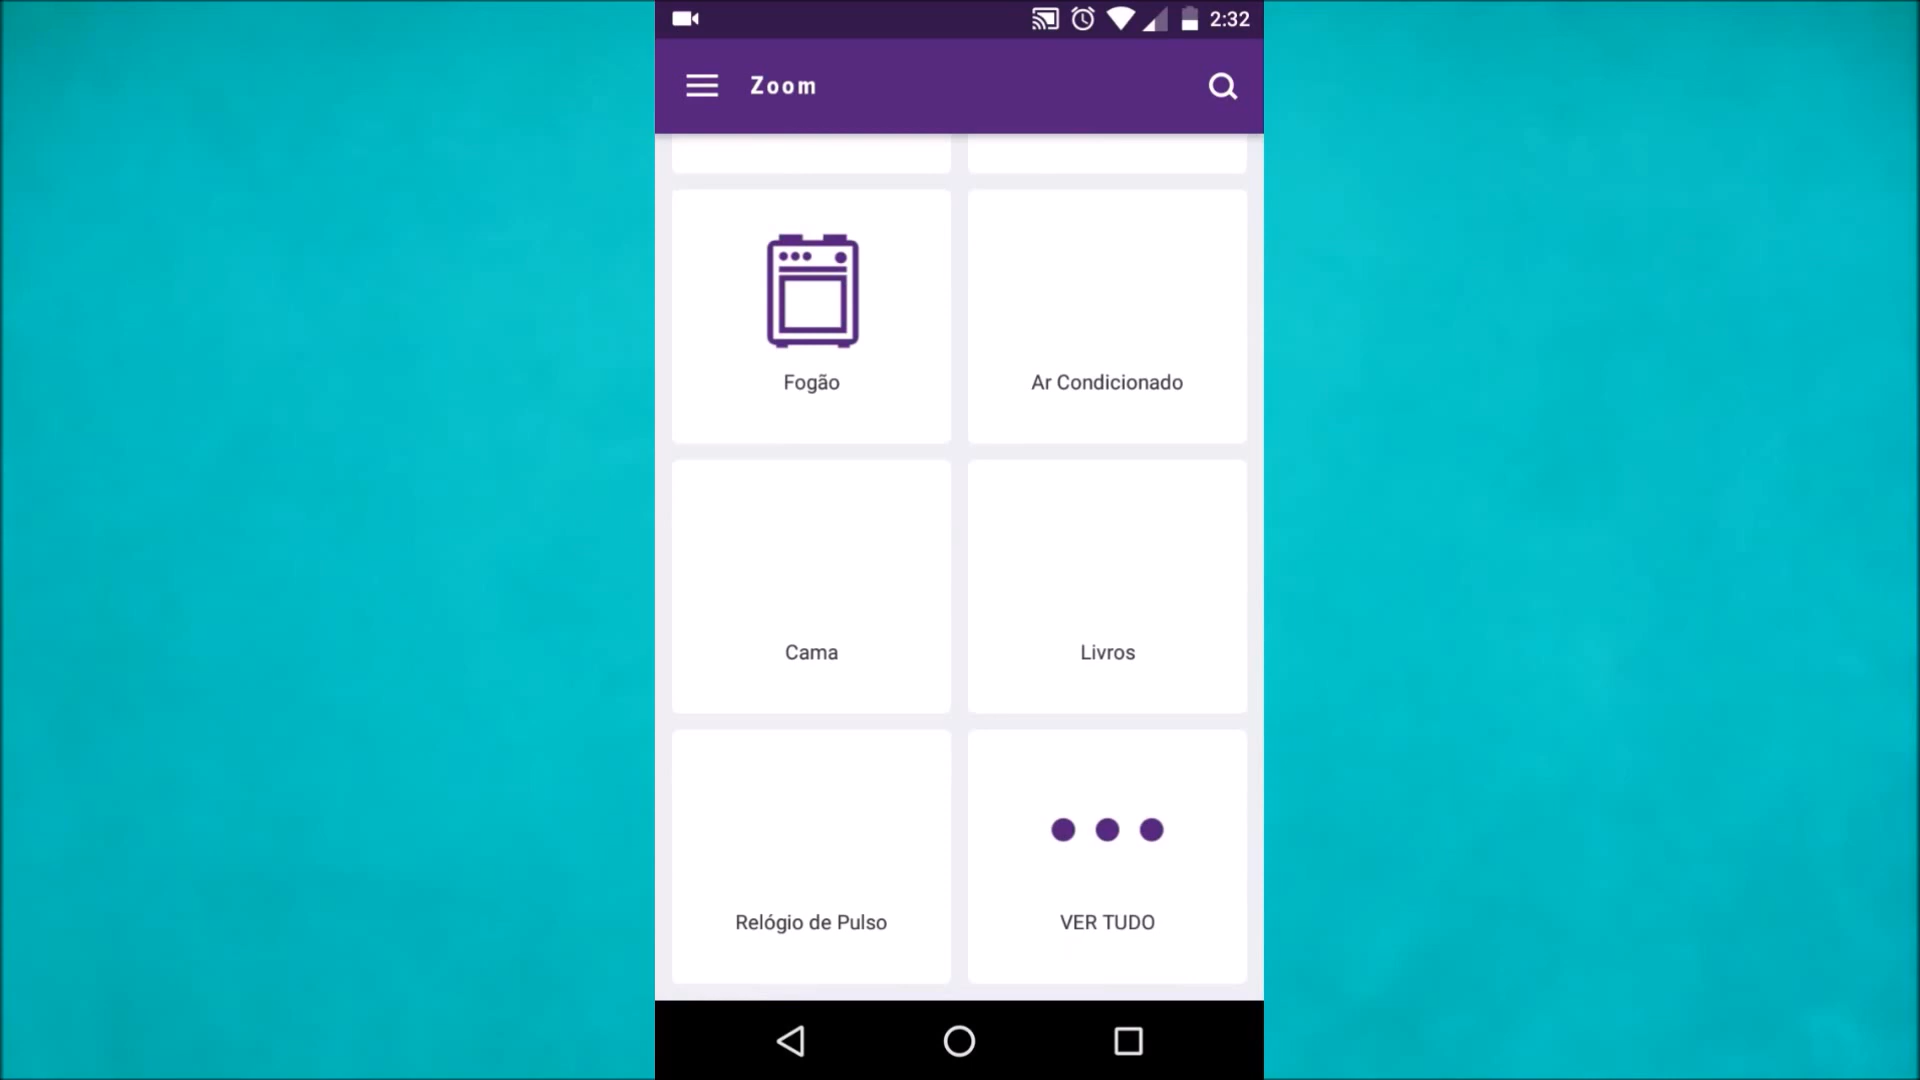 2:32
Zoom
Fogão
Ar Condicionado
Cama
Livros
Relógio de Pulso
VER TUDO